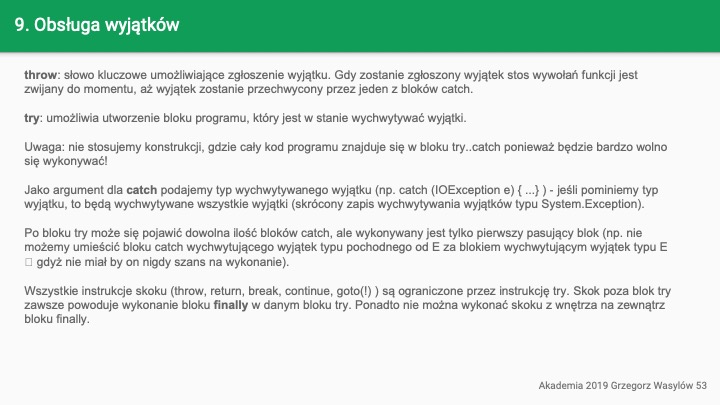 9. Obsługa wyjątków
throw: słowo kluczowe umożliwiające zgłoszenie wyjątku. Gdy zostanie zgłoszony wyjątek stos wywołań funkcji jest
zwijany do momentu, aż wyjątek zostanie przechwycony przez jeden z bloków catch.
try: umożliwia utworzenie bloku programu, który jest w stanie wychwytywać wyjątki.
Uwaga: nie stosujemy konstrukcji, gdzie cały kod programu znajduje się w bloku try..catch ponieważ będzie bardzo wolno
się wykonywać!
Jako argument dla catch podajemy typ wychwytywanego wyjątku (np. catch (IOException e) { ...} ) - jeśli pominiemy typ
wyjątku, to będą wychwytywane wszystkie wyjątki (skrócony zapis wychwytywania wyjątków typu System.Exception).
Po bloku try może się pojawić dowolna ilość bloków catch, ale wykonywany jest tylko pierwszy pasujący blok (np. nie
możemy umieścić bloku catch wychwytującego wyjątek typu pochodnego od E za blokiem wychwytującym wyjątek typu E
gdyż nie miał by on nigdy szans na wykonanie).
Wszystkie instrukcje skoku (throw, return, break, continue, goto(!) ) są ograniczone przez instrukcję try. Skok poza blok try
zawsze powoduje wykonanie bloku finally w danym bloku try. Ponadto nie można wykonać skoku z wnętrza na zewnątrz
bloku finally.
Akademia 2019 Grzegorz Wasylów 53